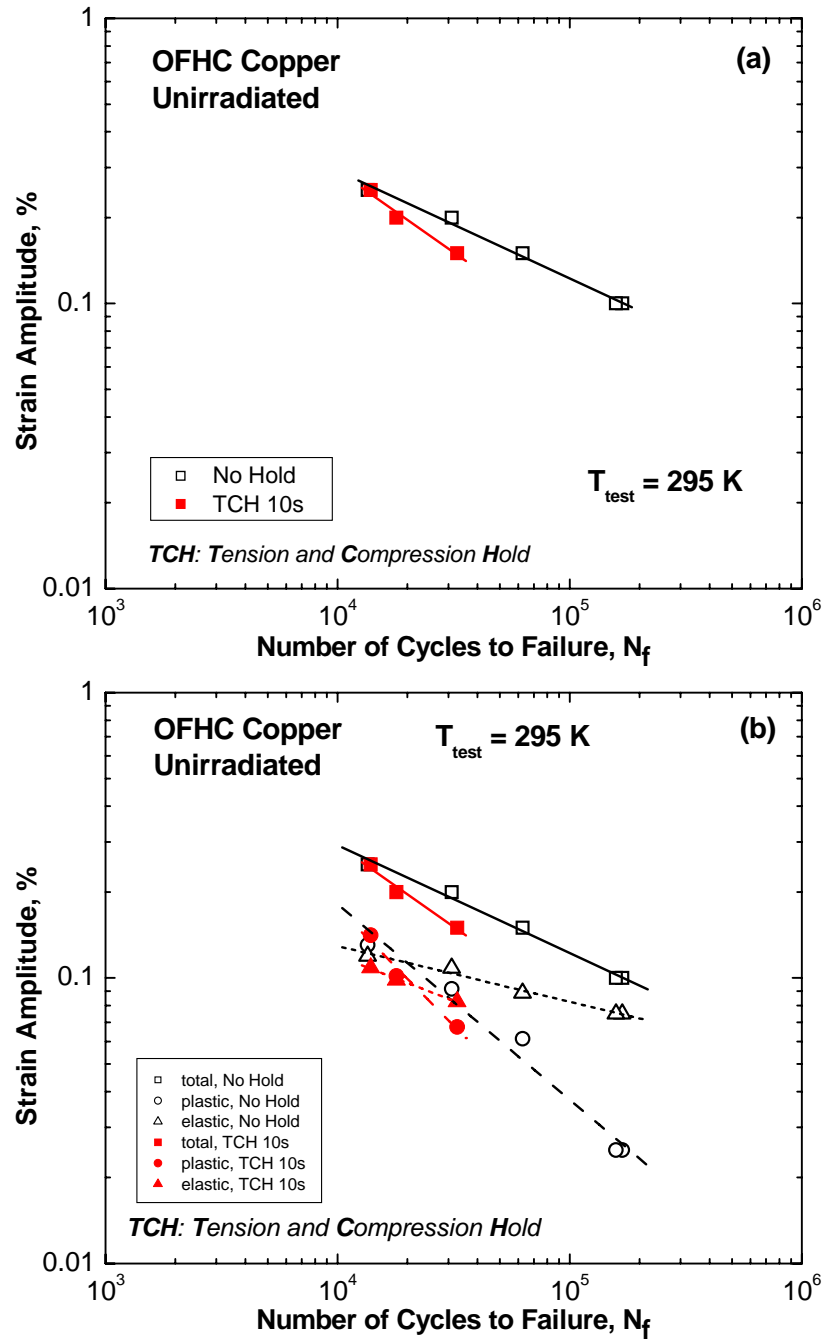 1
OFHC Copper
(a)
Unirradiated
Strain Amplitude, %
0.1
No Hold
TCH 10s
T_test = 295 K
TCH: Tension and Compression Hold
0.01
10^3 10^4 10^5 10^6
Number of Cycles to Failure, N_f
1
OFHC Copper
T_test = 295 K
(b)
Unirradiated
Strain Amplitude, %
0.1
total, No Hold
plastic, No Hold
elastic, No Hold
total, TCH 10s
plastic, TCH 10s
elastic, TCH 10s
TCH: Tension and Compression Hold
0.01
10^3 10^4 10^5 10^6
Number of Cycles to Failure, N_f